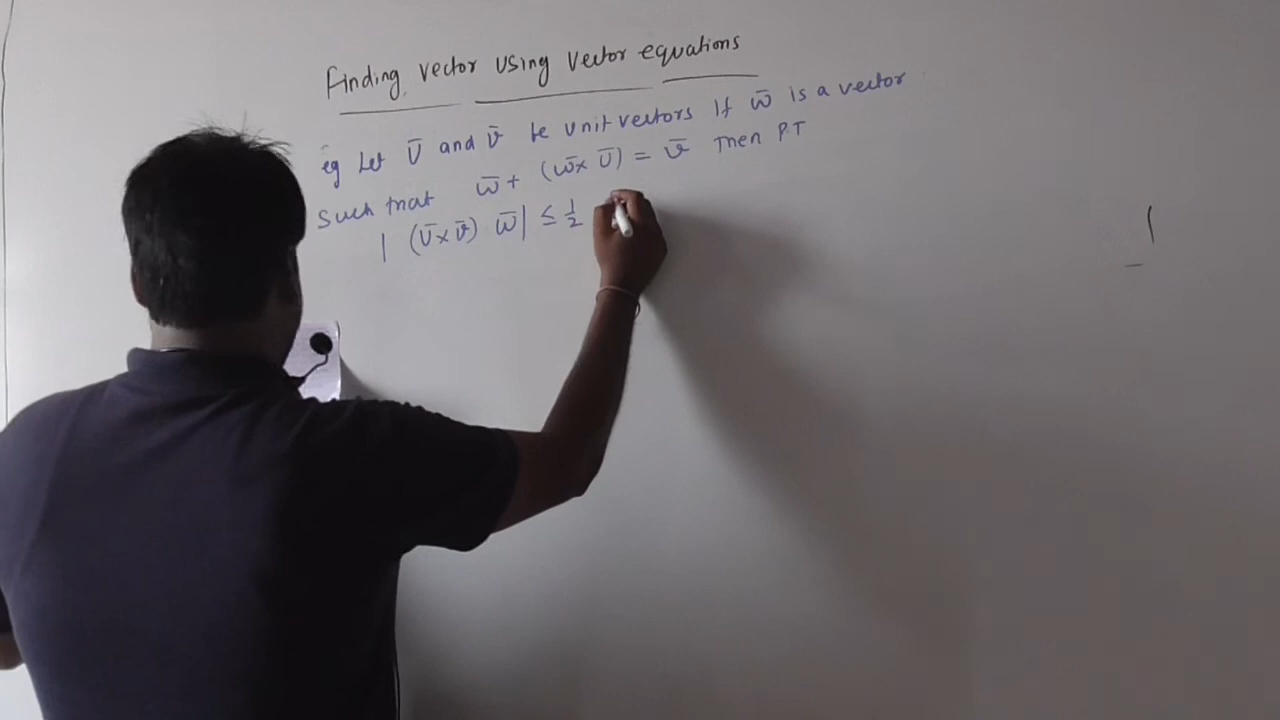 Finding vector using vector equations
eg Let Ū and v̄ be unit vectors If w̄ is a vector
Such that w̄ + (w̄ × Ū) = v̄ Then P.T
| (Ū × v̄) w̄ | ≤ 1/2